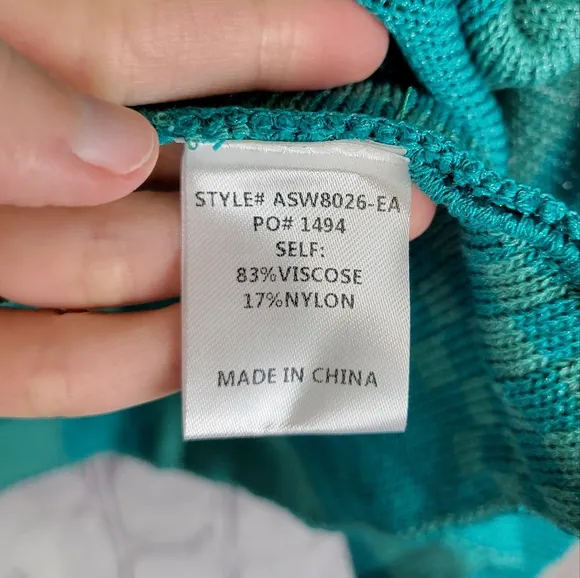 STYLE# ASW8026-EA
PO# 1494
SELF:
83%VISCOSE
17%NYLON
MADE IN CHINA